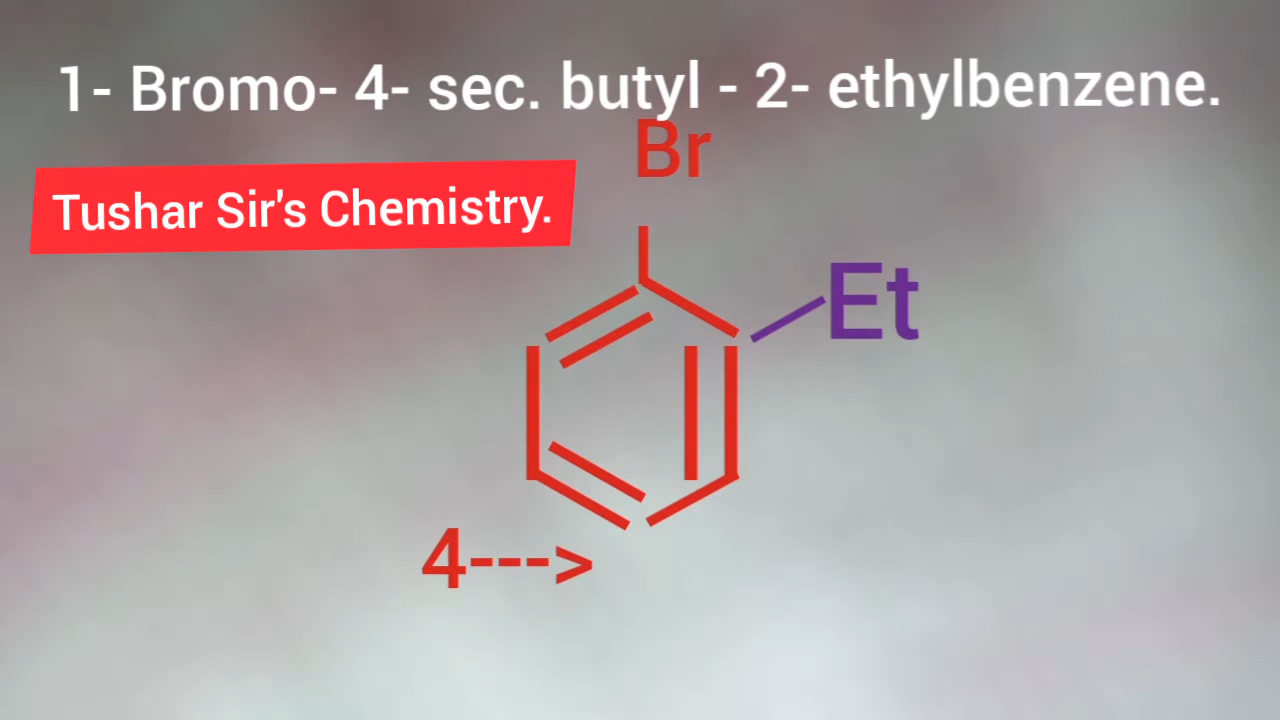 1- Bromo- 4- sec. butyl - 2- ethylbenzene.
Br
Tushar Sir's Chemistry.
Et
4--->